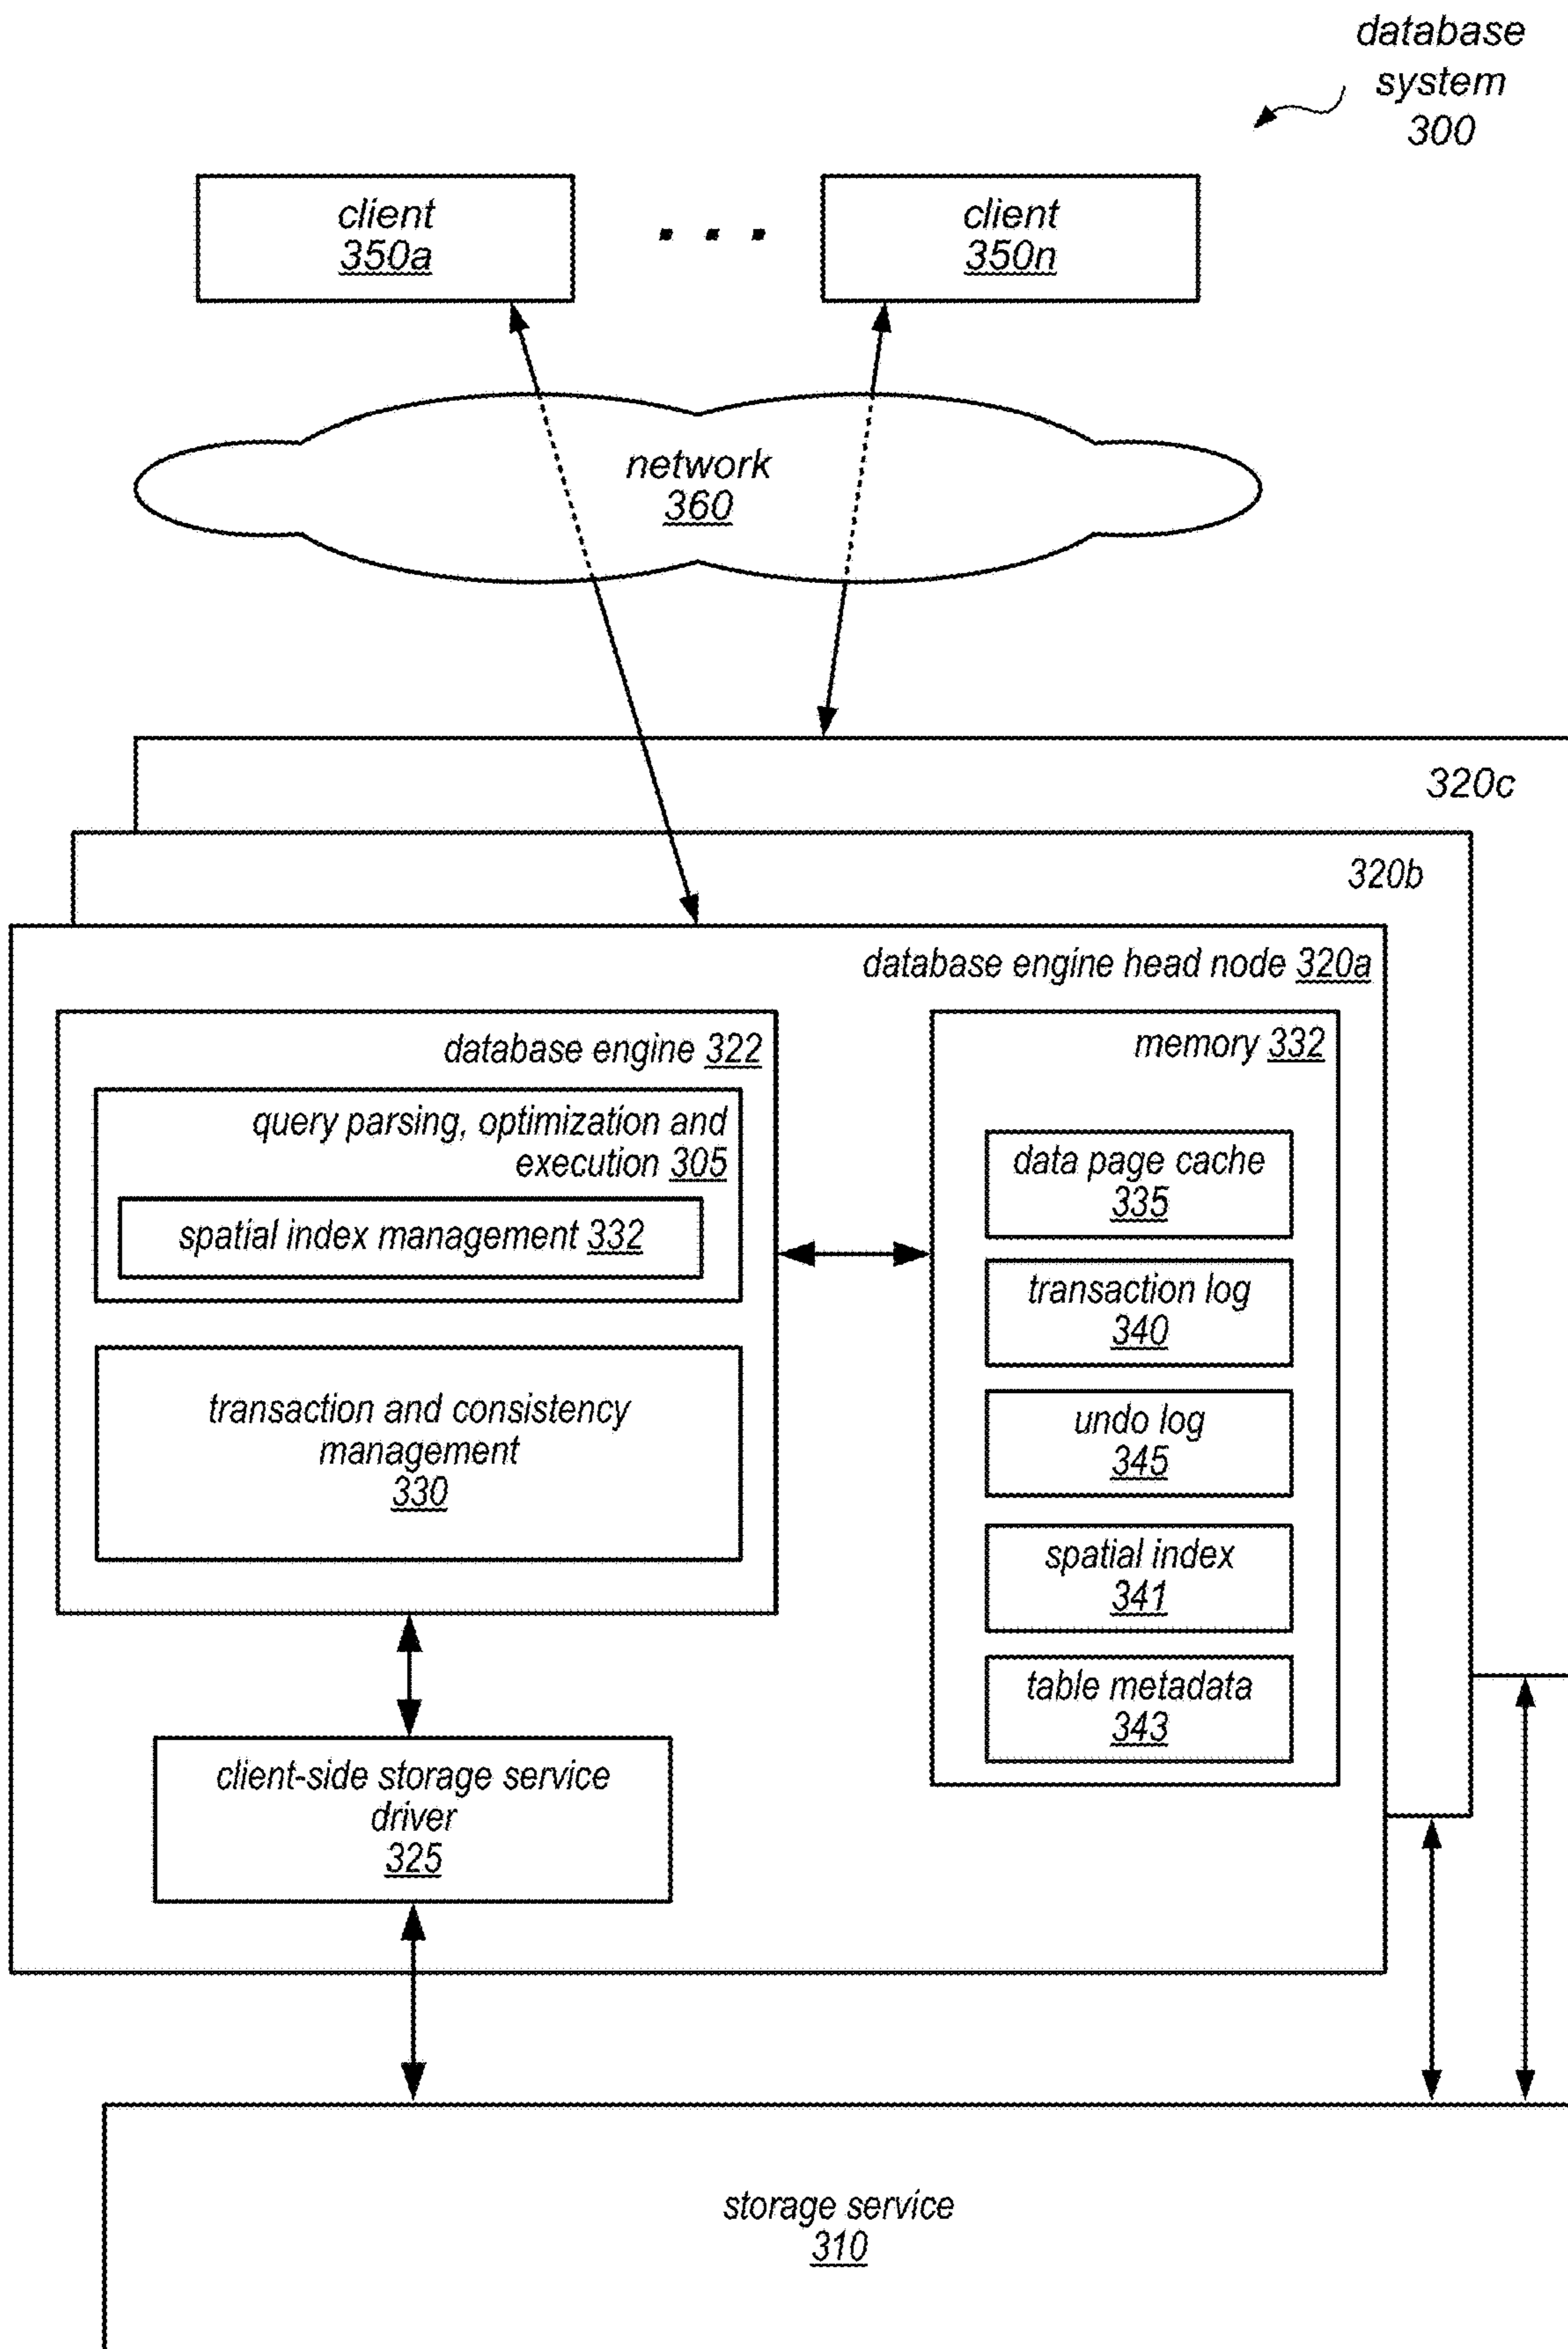 database
system
300
client
350a
. . .
client
350n
network
360
320c
320b
database engine head node 320a
database engine 322
query parsing, optimization and
execution 305
spatial index management 332
transaction and consistency
management
330
memory 332
data page cache
335
transaction log
340
undo log
345
spatial index
341
table metadata
343
client-side storage service
driver
325
storage service
310